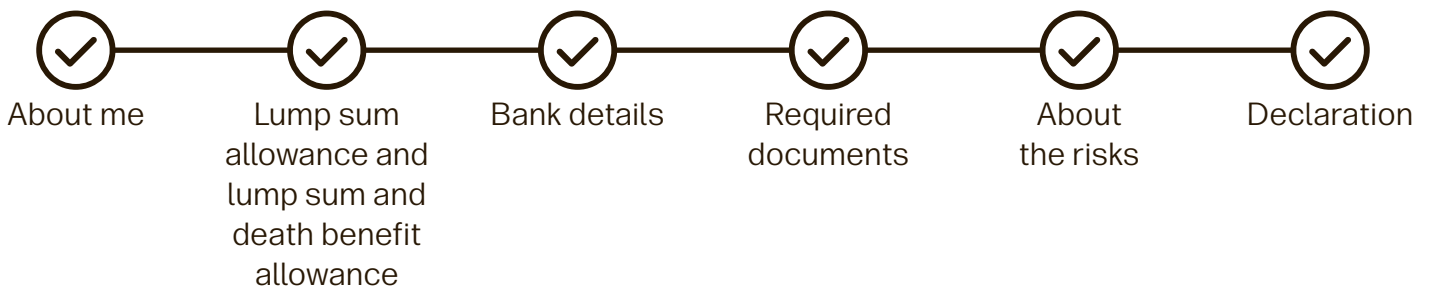 About me
Lump sum
allowance and
lump sum and
death benefit
allowance
Bank details
Required
documents
About
the risks
Declaration